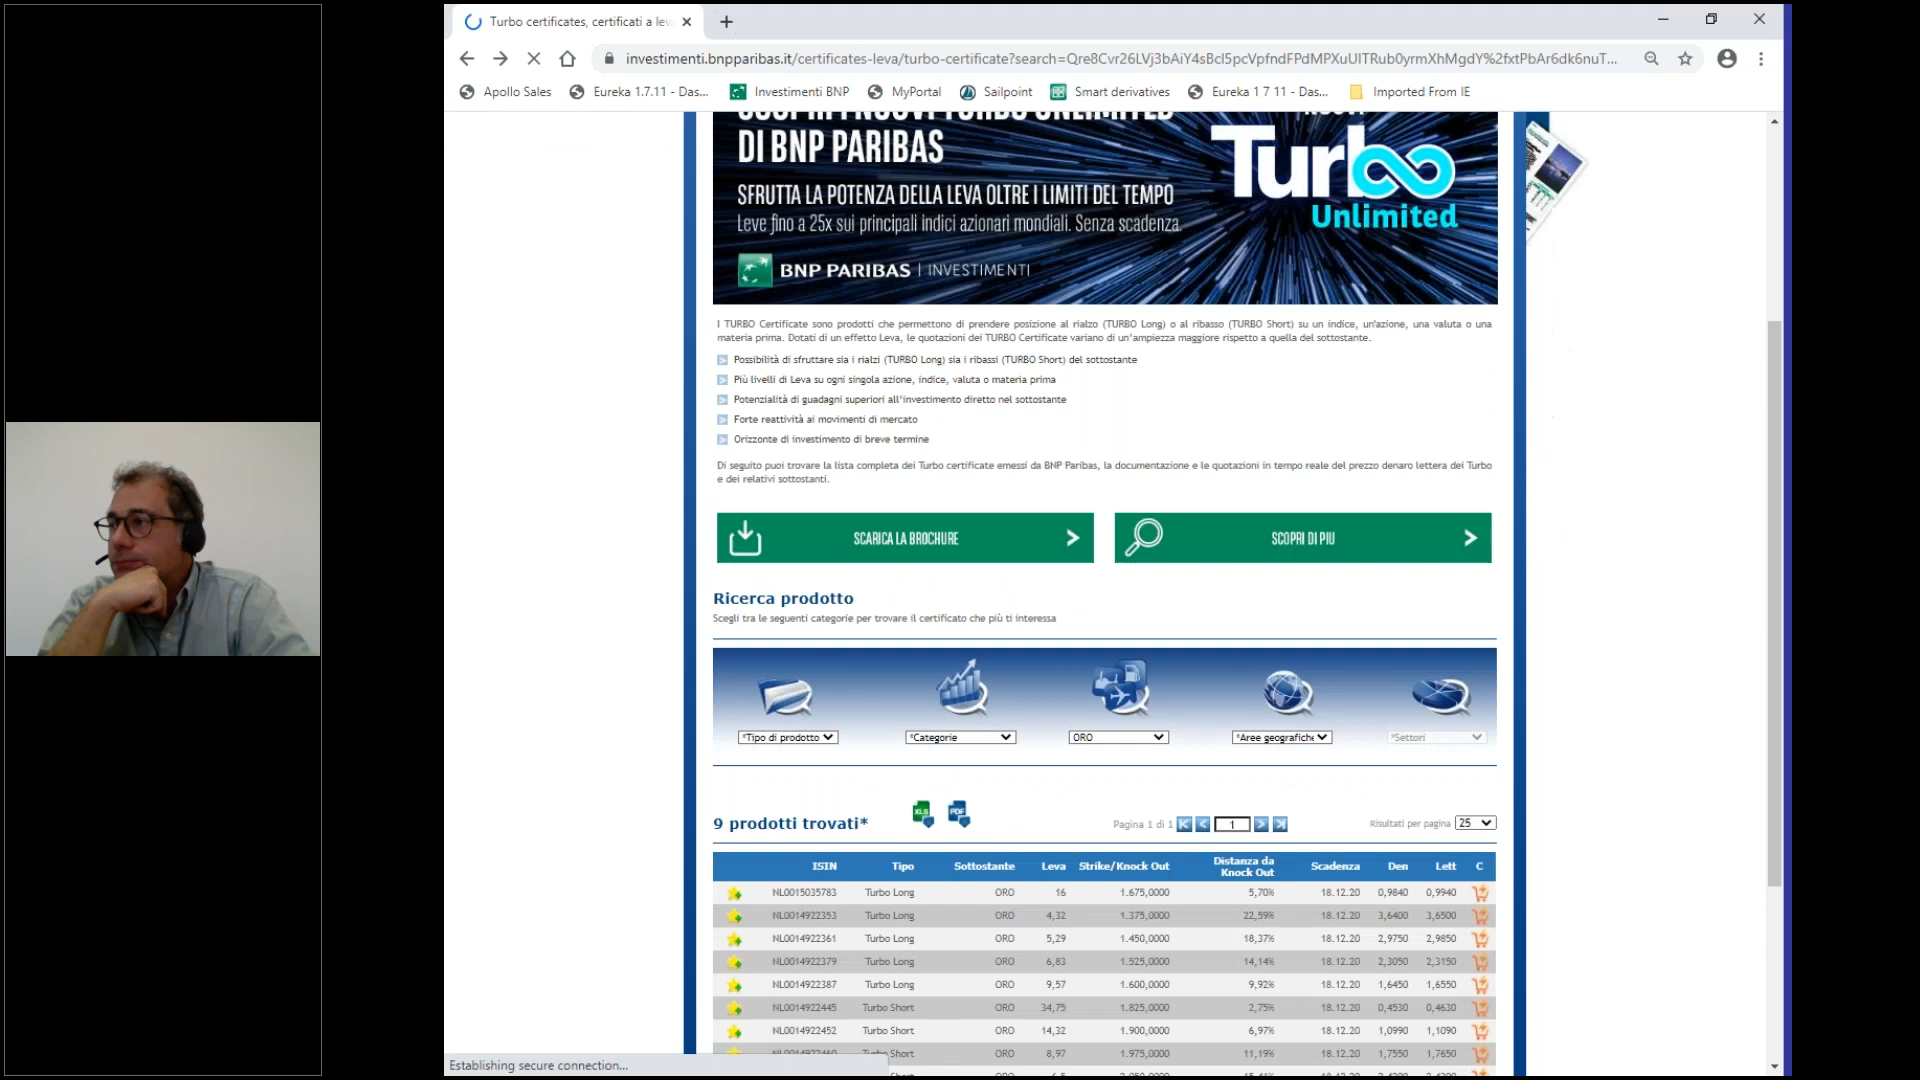 Turbo certificates, certificati a lev
investimenti.bnpparibas.it/certificates-leva/turbo-certificate?search=Qre8Cvr26LVj3bAiY4sBcI5pcVpfndFPdMPXuUITRub0yrmXhMgdY%2fxtPbAr6dk6nuT...
Apollo Sales Eureka 1.7.11 - Das... Investimenti BNP MyPortal Sailpoint Smart derivatives Eureka 1 7 11 - Das... Imported From IE
SCOPRI I NUOVI TURBO UNLIMITED
DI BNP PARIBAS
SFRUTTA LA POTENZA DELLA LEVA OLTRE I LIMITI DEL TEMPO
Leve fino a 25x sui principali indici azionari mondiali. Senza scadenza.
BNP PARIBAS | INVESTIMENTI
NUOVI
Turbo
Unlimited
I TURBO Certificate sono prodotti che permettono di prendere posizione al rialzo (TURBO Long) o al ribasso (TURBO Short) su un indice, un'azione, una valuta o una
materia prima. Dotati di un effetto Leva, le quotazioni dei TURBO Certificate variano di un'ampiezza maggiore rispetto a quella del sottostante.
Possibilità di sfruttare sia i rialzi (TURBO Long) sia i ribassi (TURBO Short) del sottostante
Più livelli di Leva su ogni singola azione, indice, valuta o materia prima
Potenzialità di guadagni superiori all'investimento diretto nel sottostante
Forte reattività ai movimenti di mercato
Orizzonte di investimento di breve termine
Di seguito puoi trovare la lista completa dei Turbo certificate emessi da BNP Paribas, la documentazione e le quotazioni in tempo reale del prezzo denaro lettera dei Turbo
e dei relativi sottostanti.
SCARICA LA BROCHURE
SCOPRI DI PIU
Ricerca prodotto
Scegli tra le seguenti categorie per trovare il certificato che più ti interessa
*Tipo di prodotto *Categorie ORO *Aree geografiche *Settori
9 prodotti trovati* XLS PDF Pagina 1 di 1 1 Risultati per pagina 25
ISIN Tipo Sottostante Leva Strike/Knock Out Distanza da Knock Out Scadenza Den Lett C
NL0015035783 Turbo Long ORO 16 1.675,0000 5,70% 18.12.20 0,9840 0,9940
NL0014922353 Turbo Long ORO 4,32 1.375,0000 22,59% 18.12.20 3,6400 3,6500
NL0014922361 Turbo Long ORO 5,29 1.450,0000 18,37% 18.12.20 2,9750 2,9850
NL0014922379 Turbo Long ORO 6,83 1.525,0000 14,14% 18.12.20 2,3050 2,3150
NL0014922387 Turbo Long ORO 9,57 1.600,0000 9,92% 18.12.20 1,6450 1,6550
NL0014922445 Turbo Short ORO 34,75 1.825,0000 2,75% 18.12.20 0,4530 0,4630
NL0014922452 Turbo Short ORO 14,32 1.900,0000 6,97% 18.12.20 1,0990 1,1090
NL0014922460 Turbo Short ORO 8,97 1.975,0000 11,19% 18.12.20 1,7550 1,7650
Establishing secure connection...